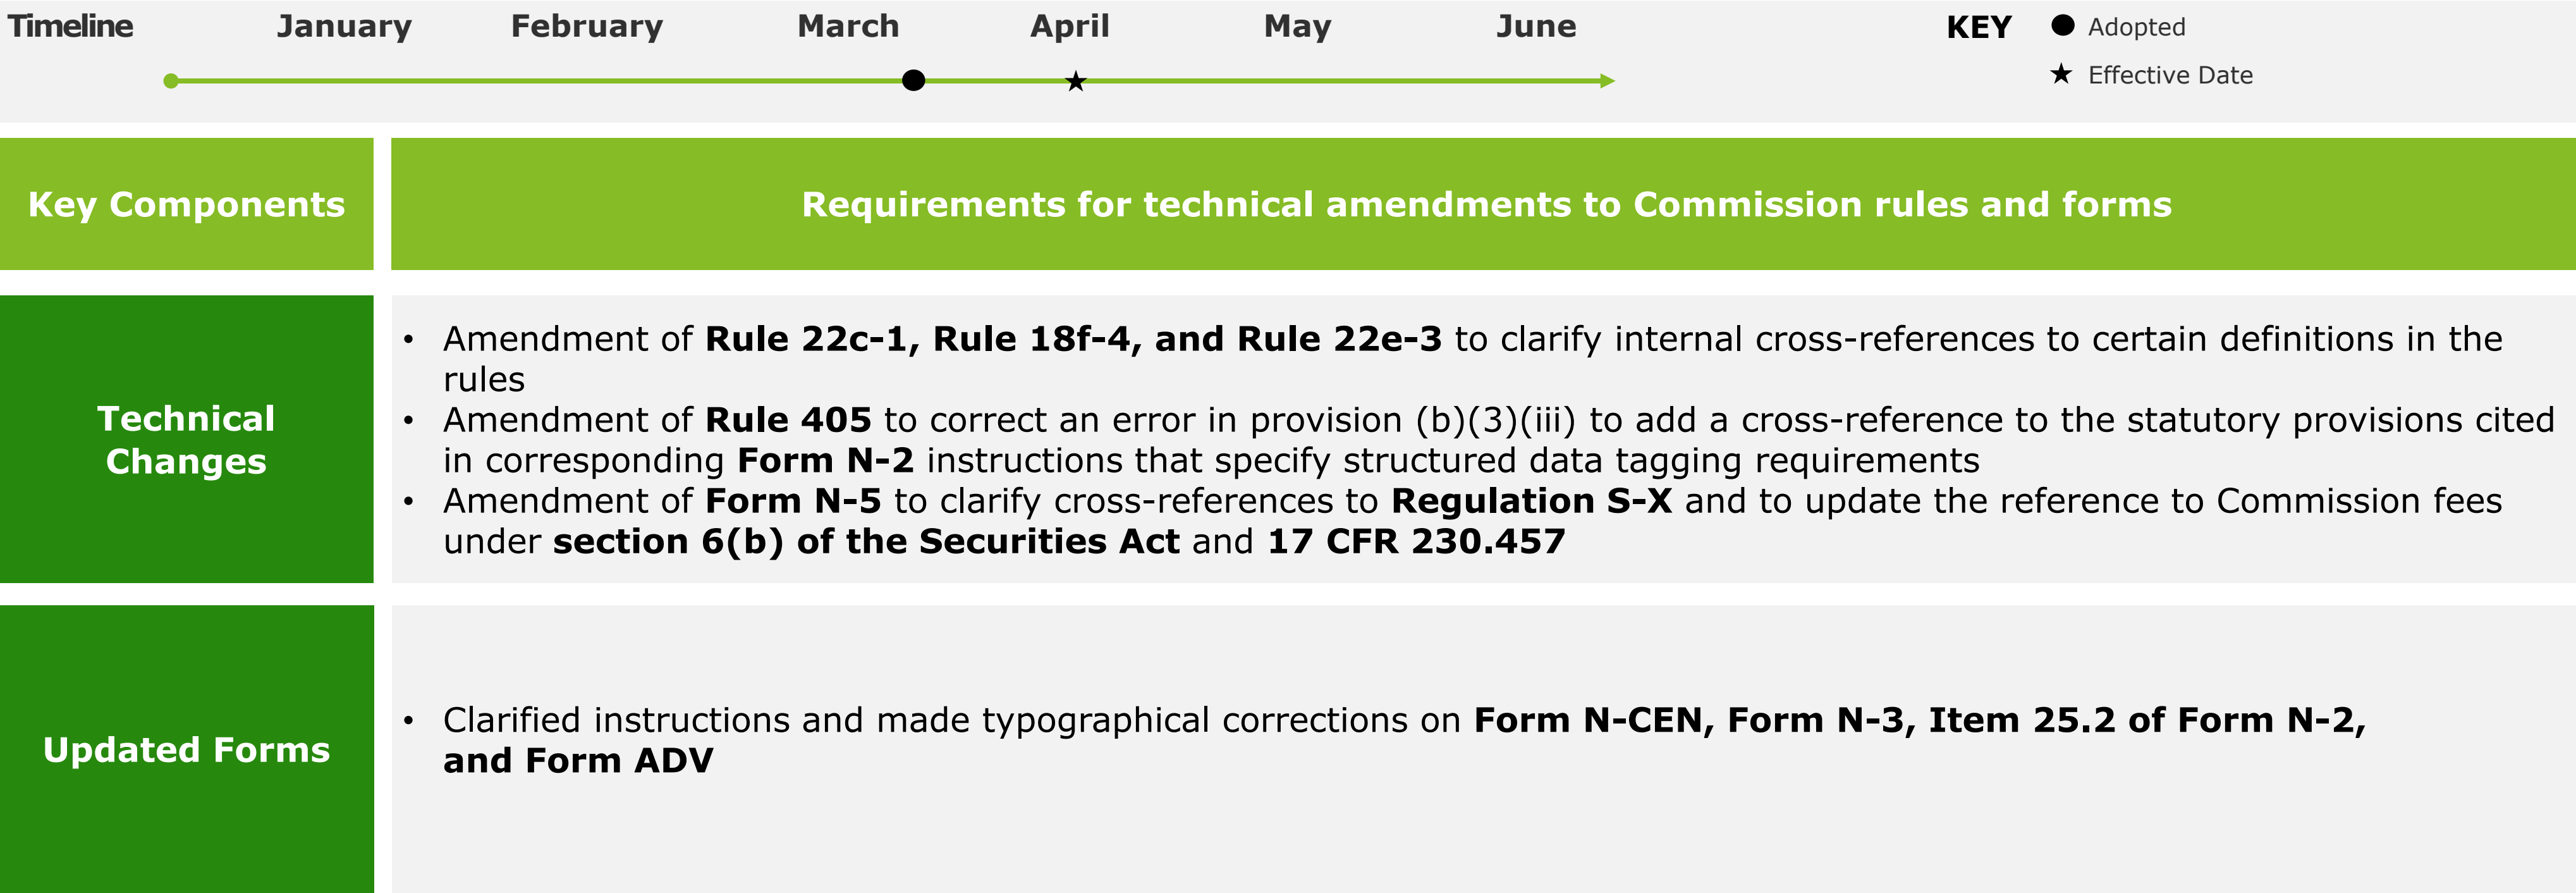 Timeline January February March April May June KEY ● Adopted
★ Effective Date
Key Components
Requirements for technical amendments to Commission rules and forms
Technical
Changes
• Amendment of Rule 22c-1, Rule 18f-4, and Rule 22e-3 to clarify internal cross-references to certain definitions in the
rules
• Amendment of Rule 405 to correct an error in provision (b)(3)(iii) to add a cross-reference to the statutory provisions cited
in corresponding Form N-2 instructions that specify structured data tagging requirements
• Amendment of Form N-5 to clarify cross-references to Regulation S-X and to update the reference to Commission fees
under section 6(b) of the Securities Act and 17 CFR 230.457
Updated Forms
• Clarified instructions and made typographical corrections on Form N-CEN, Form N-3, Item 25.2 of Form N-2,
and Form ADV